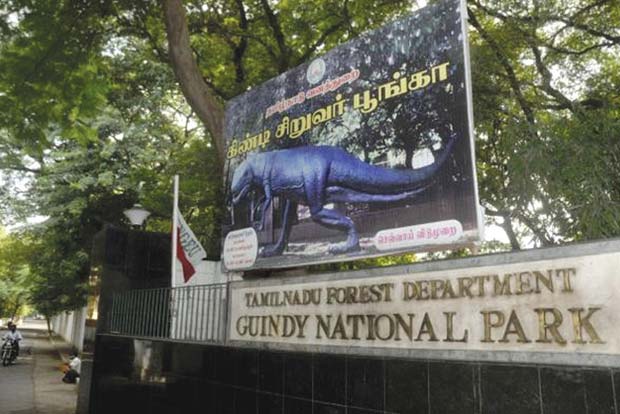 தமிழ்நாடு வனத்துறை
கிண்டி சிறுவர் பூங்கா
செவ்வாய் விடுமுறை
TAMILNADU FOREST DEPARTMENT
GUINDY NATIONAL PARK